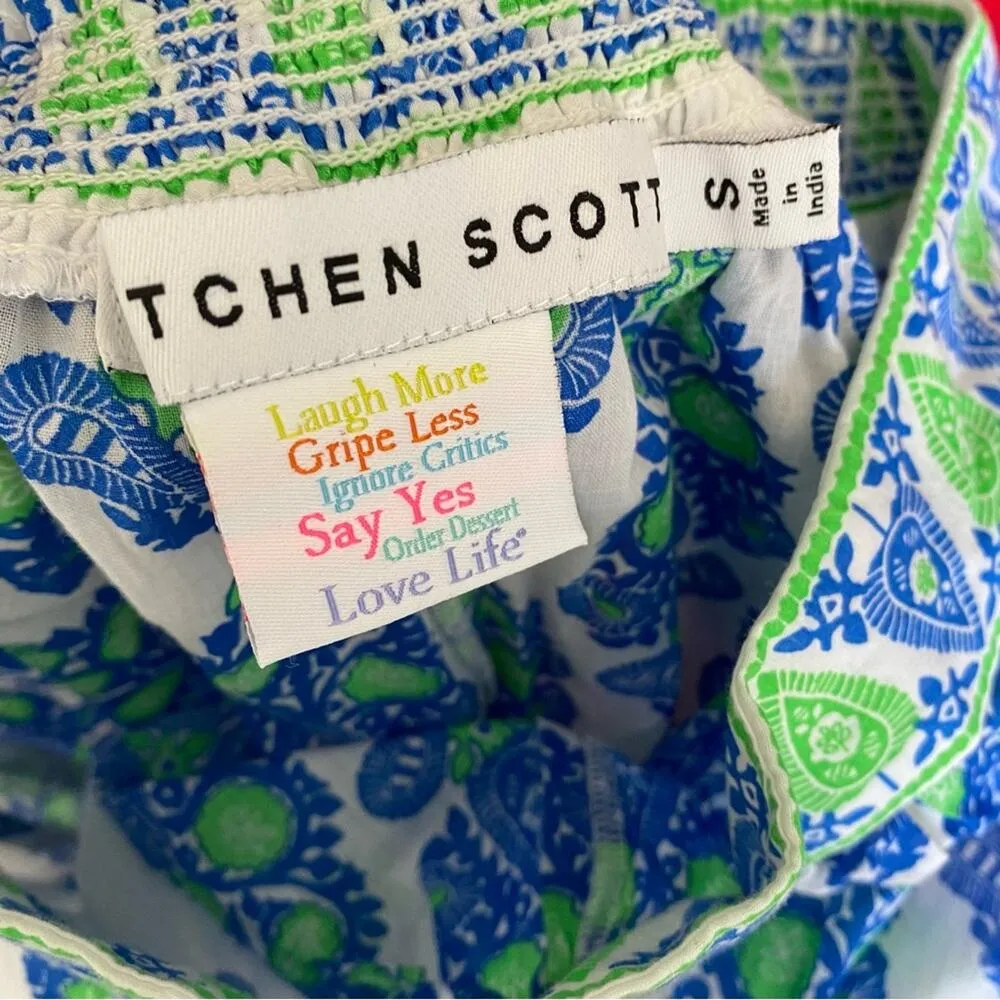 TCHEN SCOTT
S
Made
in
India
Laugh More
Gripe Less
Ignore Critics
Say Yes
Order Dessert
Love Life®